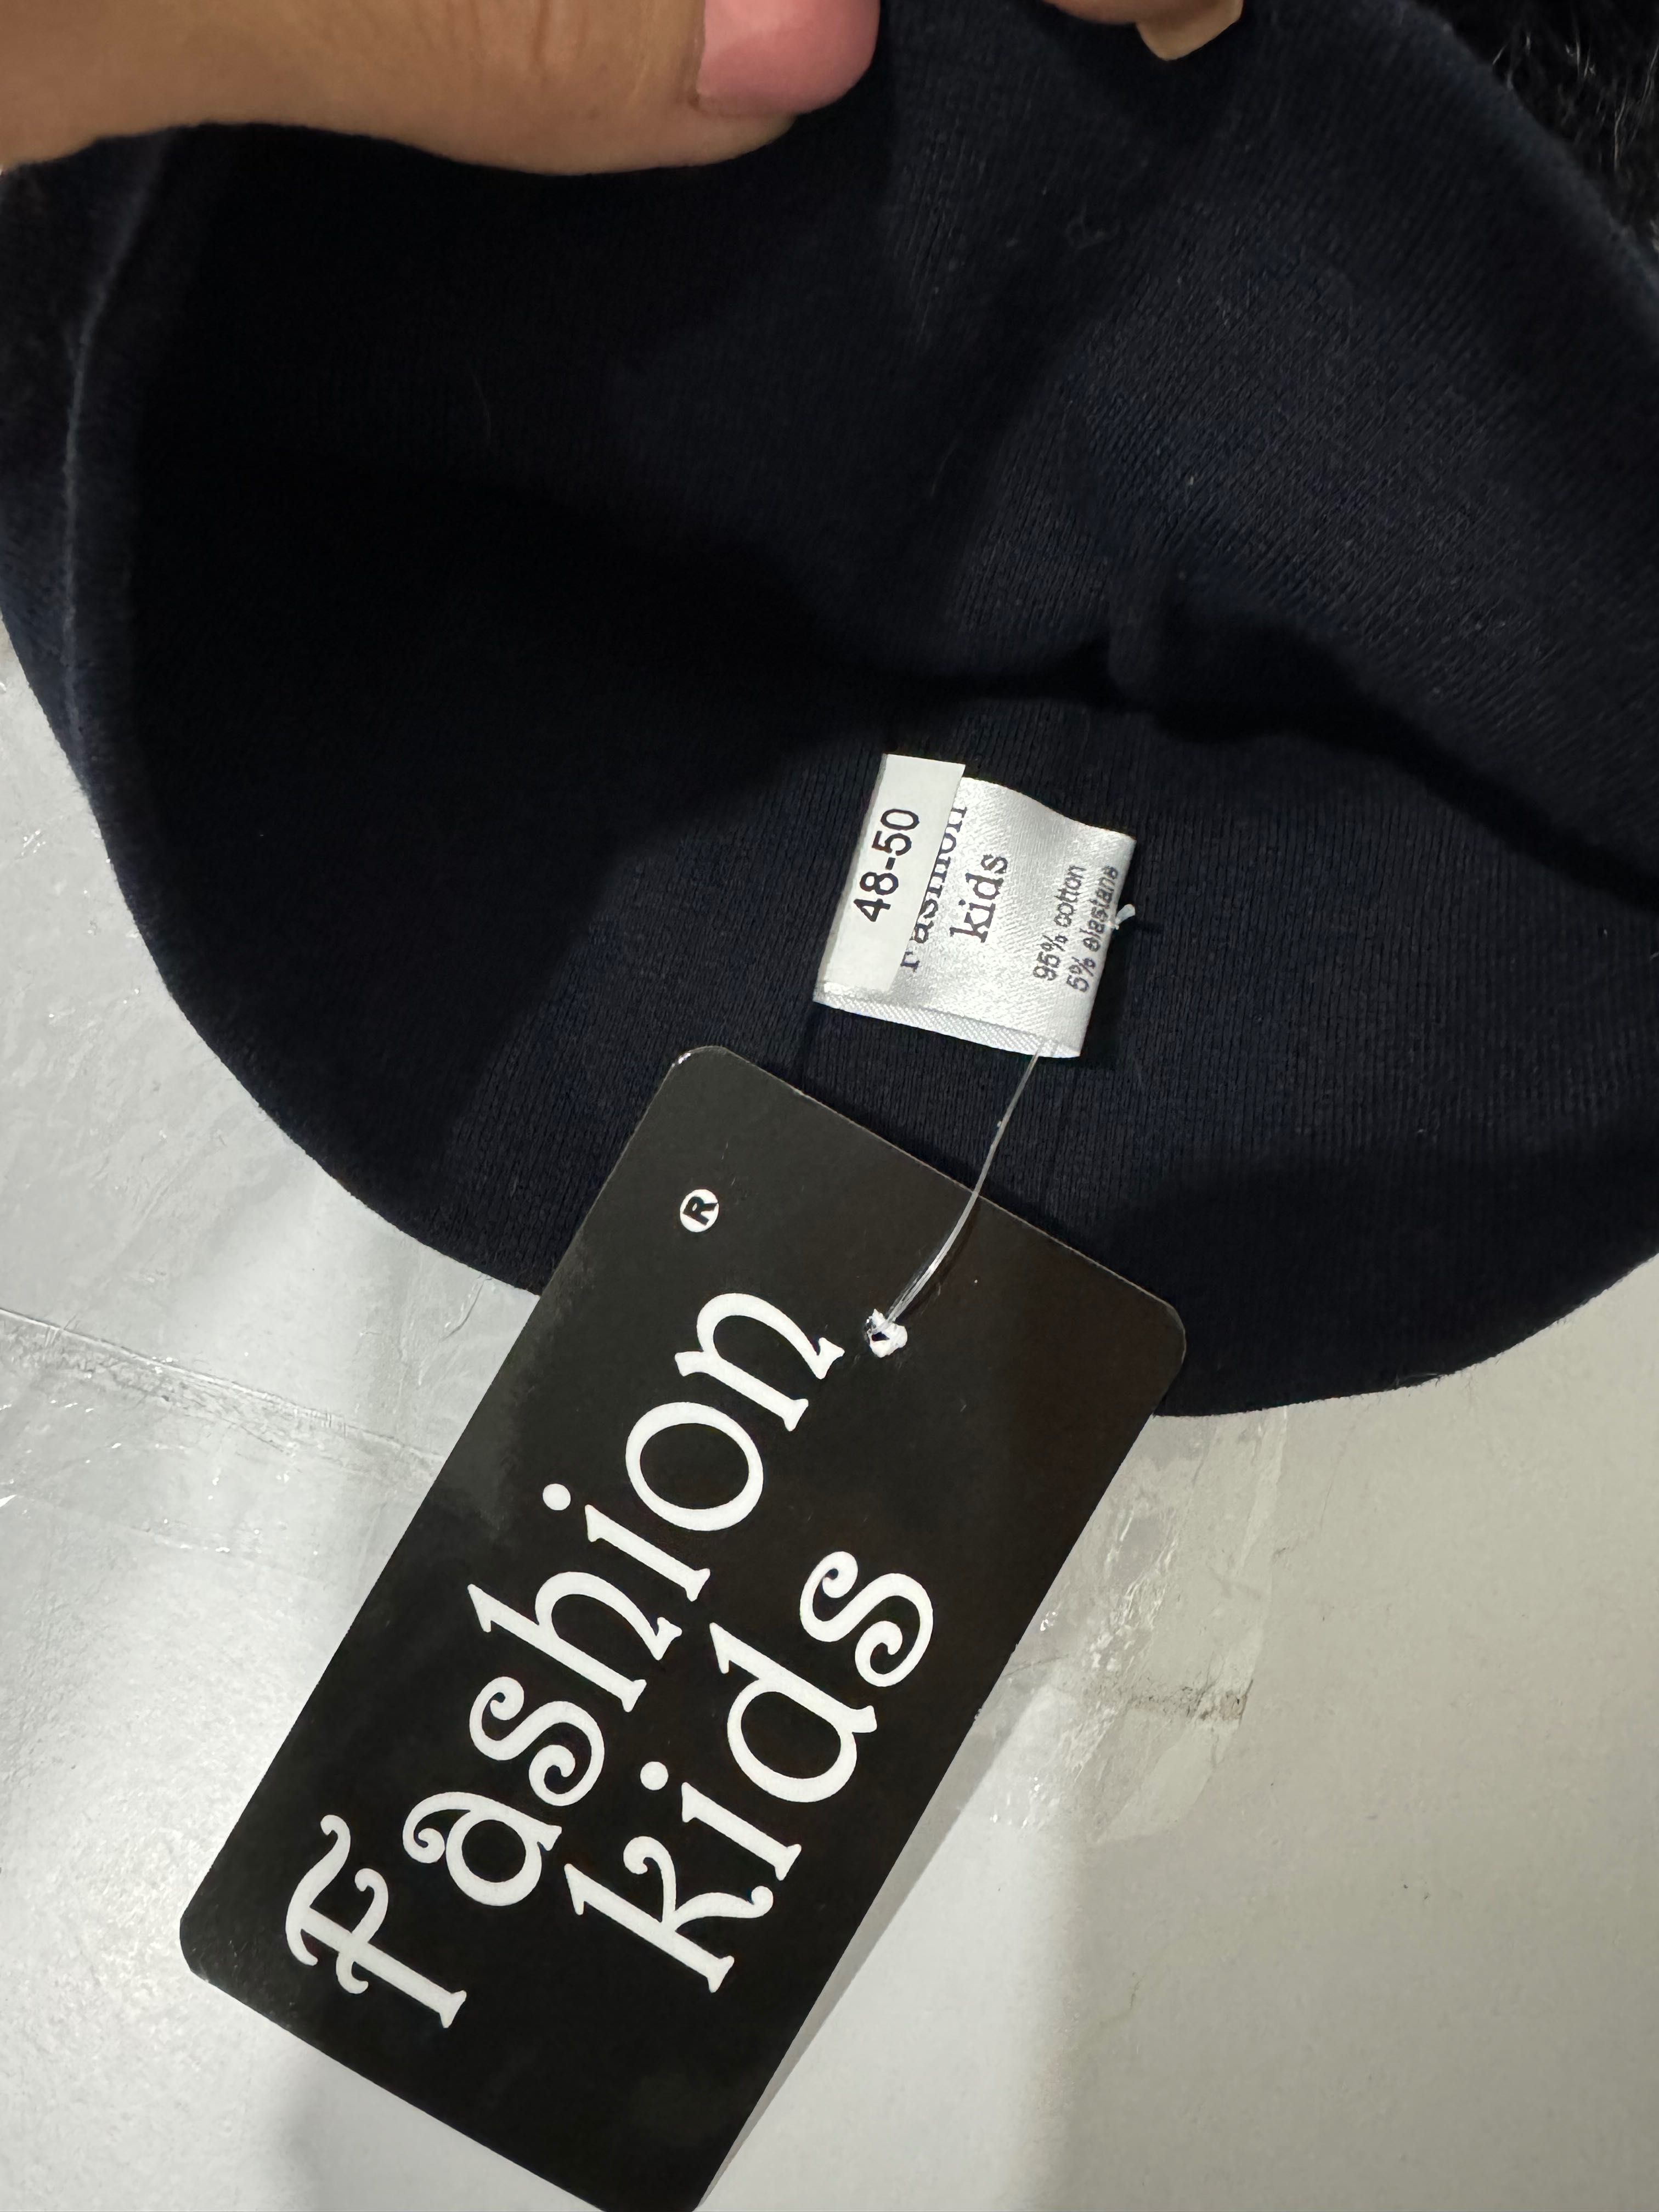 48-50
Fashion
kids
95% cotton
5% elastane
®
Fashion
kids